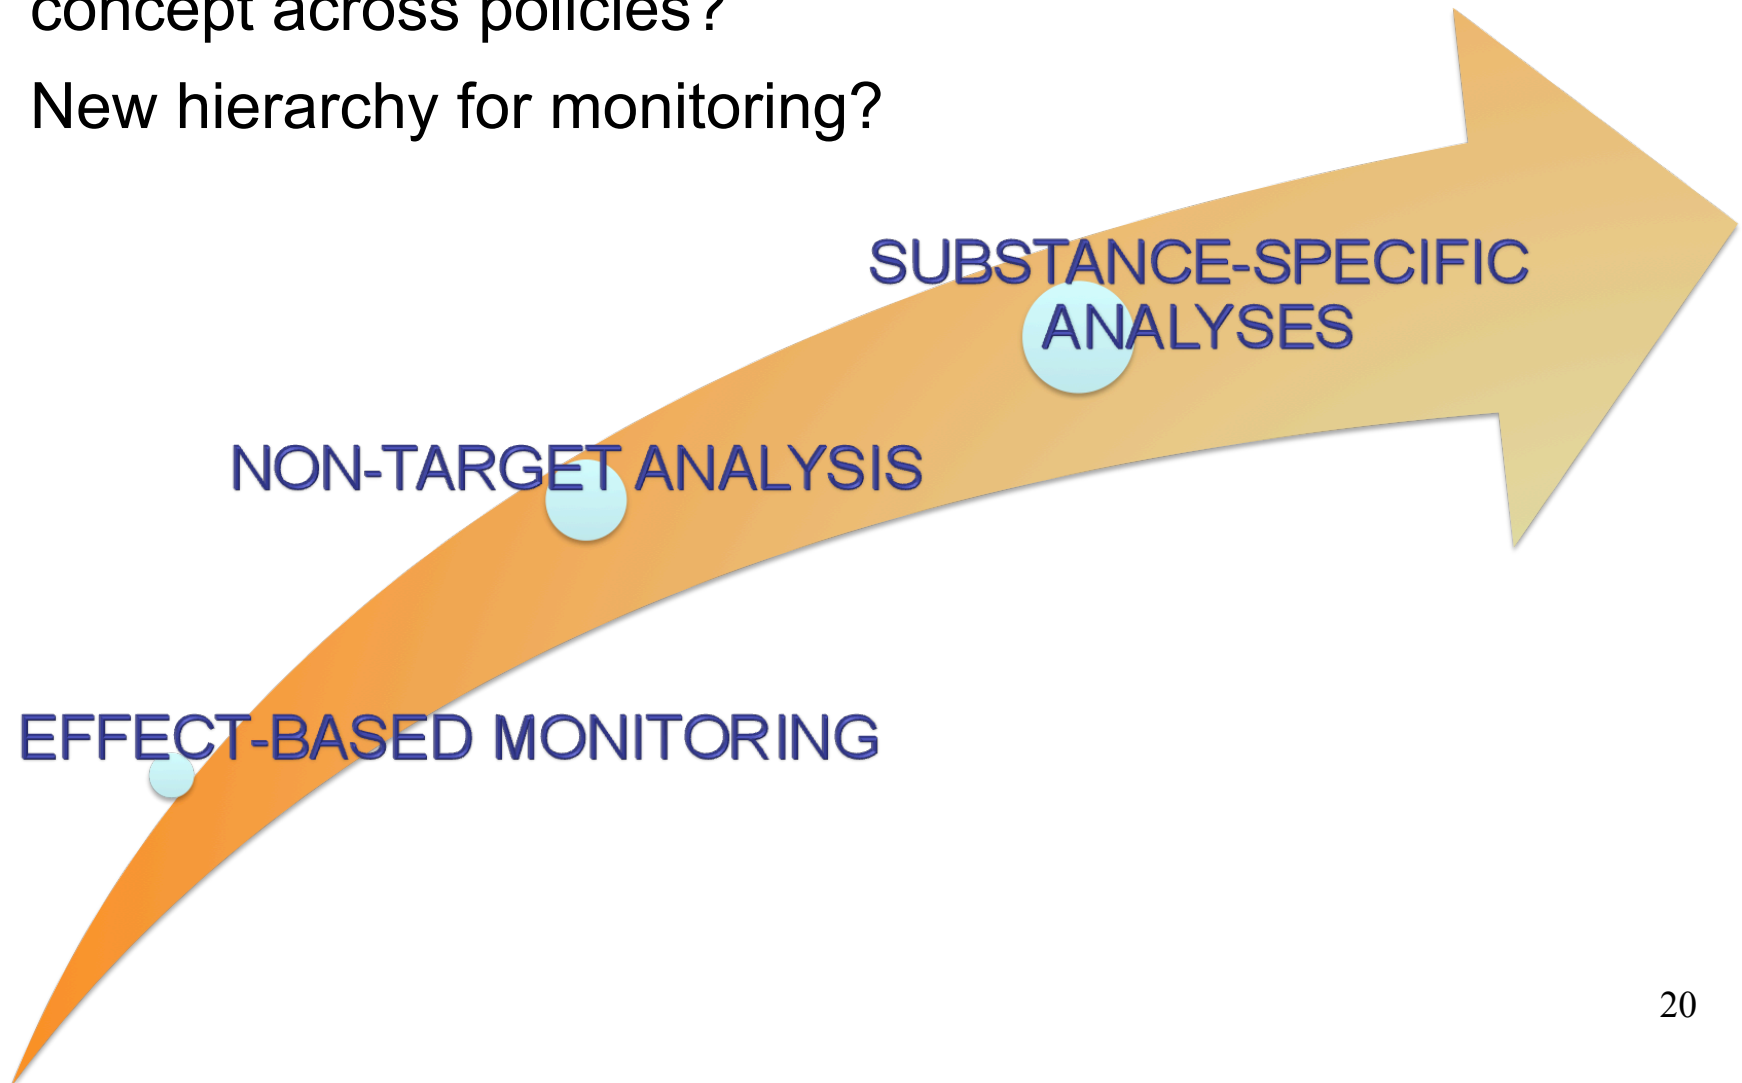 concept across policies?
New hierarchy for monitoring?
SUBSTANCE-SPECIFIC
ANALYSES
NON-TARGET ANALYSIS
EFFECT-BASED MONITORING
20